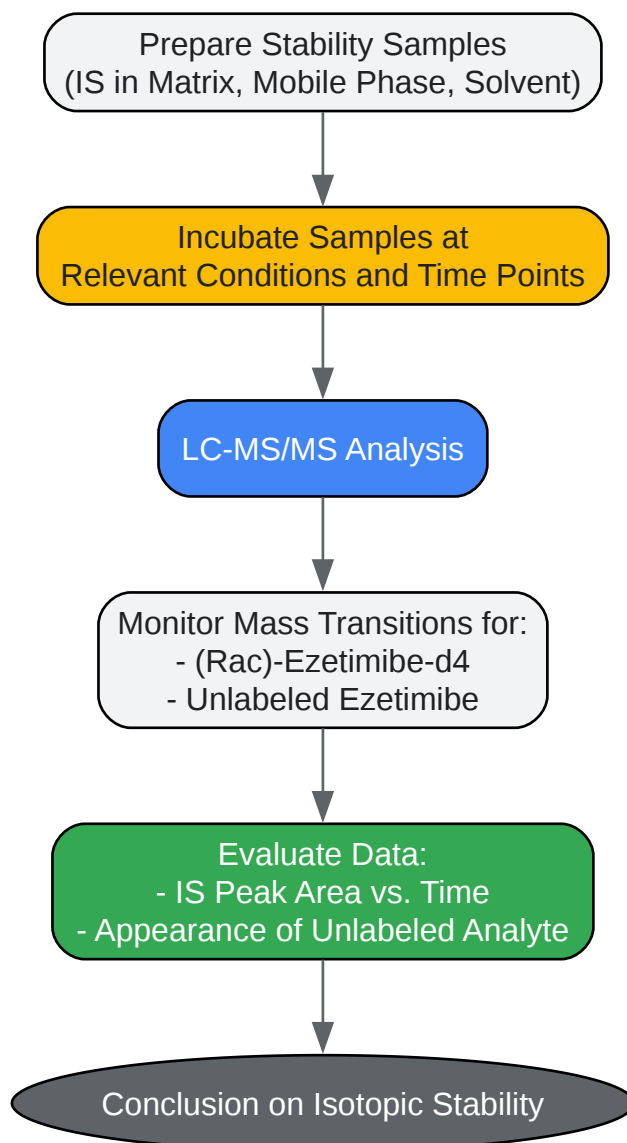 Prepare Stability Samples
(IS in Matrix, Mobile Phase, Solvent)
Incubate Samples at
Relevant Conditions and Time Points
LC-MS/MS Analysis
Monitor Mass Transitions for:
- (Rac)-Ezetimibe-d4
- Unlabeled Ezetimibe
Evaluate Data:
- IS Peak Area vs. Time
- Appearance of Unlabeled Analyte
Conclusion on Isotopic Stability